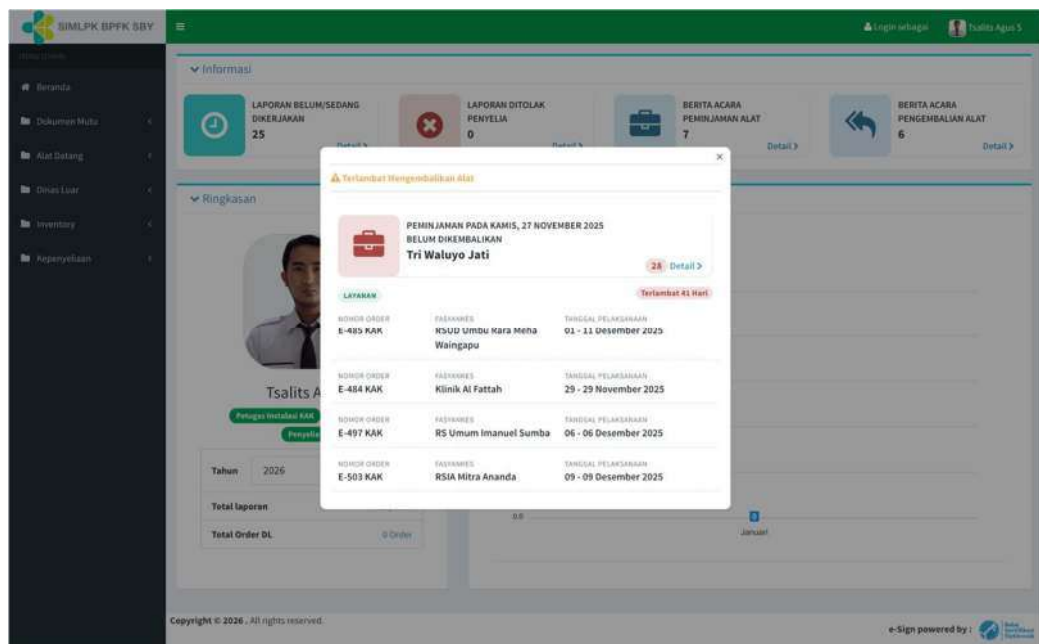 SIMLPK BPFK SBY
Login sebagai
Tsalits Agus S
Beranda
Dokumen Mutu
Alat Datang
Dinas Luar
Inventory
Kepenyeliaan
Informasi
LAPORAN BELUM/SEDANG
DIKERJAKAN
25
Detail >
LAPORAN DITOLAK
PENYELIA
0
Detail >
BERITA ACARA
PEMINJAMAN ALAT
7
Detail >
BERITA ACARA
PENGEMBALIAN ALAT
6
Detail >
Ringkasan
Tsalits A
Petugas Instalasi KAK
Penyelia
Tahun 2026
Total laporan
Total Order DL 0 Order
×
Terlambat Mengembalikan Alat
PEMINJAMAN PADA KAMIS, 27 NOVEMBER 2025
BELUM DIKEMBALIKAN
Tri Waluyo Jati
28 Detail >
LAYANAN
Terlambat 41 Hari
NOMOR ORDER FASYANKES TANGGAL PELAKSANAAN
E-485 KAK RSUD Umbu Rara Meha 01 - 11 Desember 2025
Waingapu
NOMOR ORDER FASYANKES TANGGAL PELAKSANAAN
E-484 KAK Klinik Al Fattah 29 - 29 November 2025
NOMOR ORDER FASYANKES TANGGAL PELAKSANAAN
E-497 KAK RS Umum Imanuel Sumba 06 - 06 Desember 2025
NOMOR ORDER FASYANKES TANGGAL PELAKSANAAN
E-503 KAK RSIA Mitra Ananda 09 - 09 Desember 2025
0.0
0
Januari
Copyright © 2026 . All rights reserved.
e-Sign powered by :